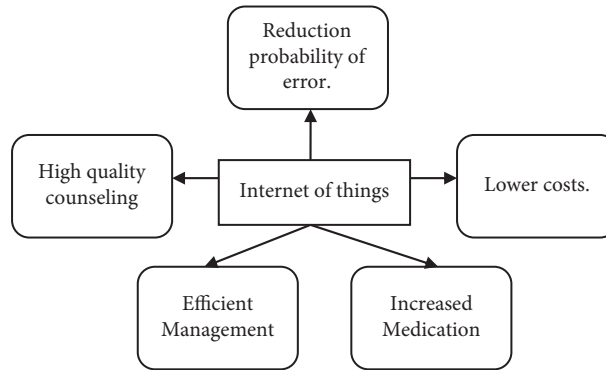 Reduction
probability of
error.
High quality
counseling
Internet of things
Lower costs.
Efficient
Management
Increased
Medication